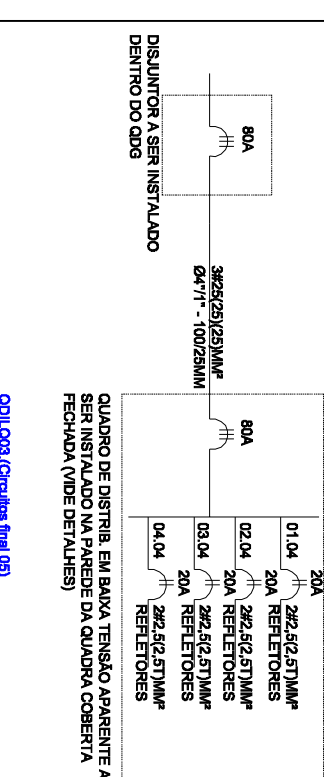 DISJUNTOR A SER INSTALADO
DENTRO DO QDG
80A
3#25(25)(25)MM²
Ø4"/1" - 100/25MM
80A
20A
01.04
2#2,5(2,5T)MM²
REFLETORES
20A
02.04
2#2,5(2,5T)MM²
REFLETORES
20A
03.04
2#2,5(2,5T)MM²
REFLETORES
20A
04.04
2#2,5(2,5T)MM²
REFLETORES
QUADRO DE DISTRIB. EM BAIXA TENSÃO APARENTE A
SER INSTALADO NA PAREDE DA QUADRA COBERTA
FECHADA (VIDE DETALHES)
QDILQ03.(Circuitos final 05)